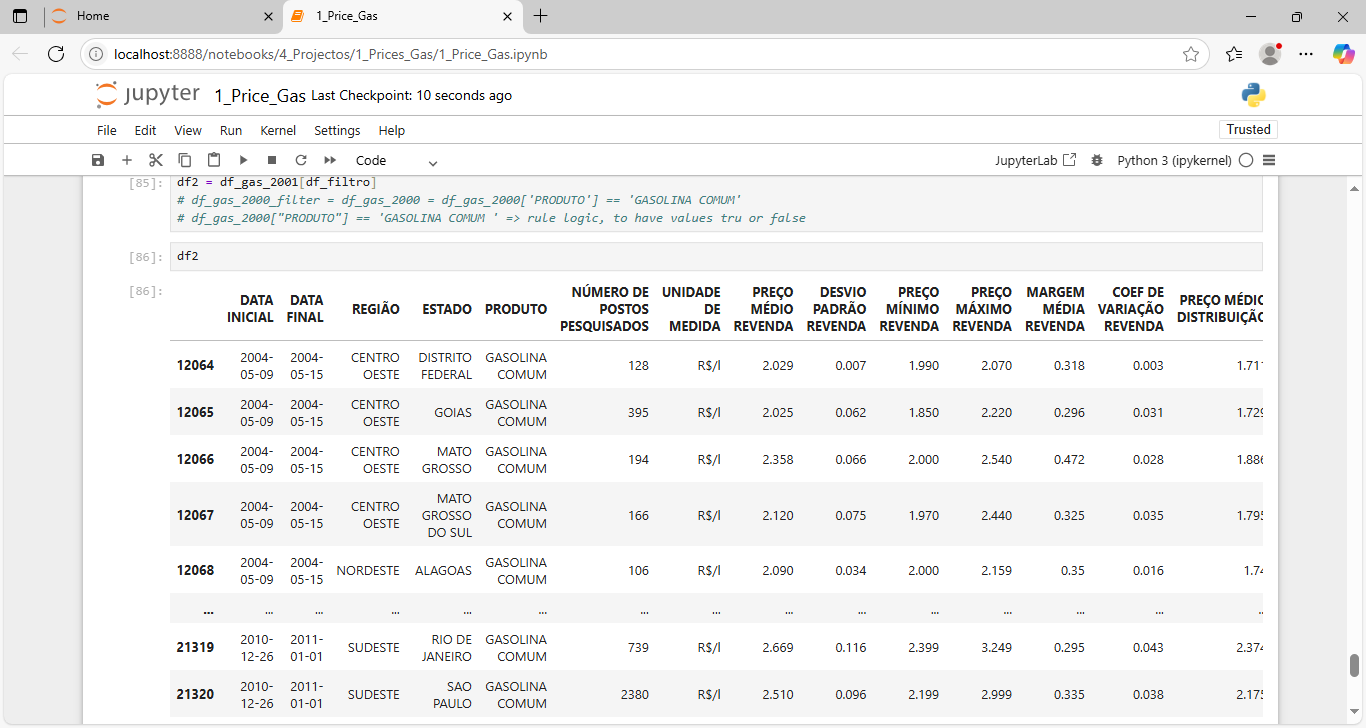 Home
1_Price_Gas
localhost:8888/notebooks/4_Projectos/1_Prices_Gas/1_Price_Gas.ipynb
jupyter 1_Price_Gas Last Checkpoint: 10 seconds ago
File Edit View Run Kernel Settings Help
Trusted
Code
JupyterLab Python 3 (ipykernel)
[85]: df2 = df_gas_2001[df_filtro]
# df_gas_2000_filter = df_gas_2000 = df_gas_2000['PRODUTO'] == 'GASOLINA COMUM'
# df_gas_2000["PRODUTO"] == 'GASOLINA COMUM ' => rule logic, to have values tru or false
[86]: df2
[86]:
DATA INICIAL DATA FINAL REGIÃO ESTADO PRODUTO NÚMERO DE POSTOS PESQUISADOS UNIDADE DE MEDIDA PREÇO MÉDIO REVENDA DESVIO PADRÃO REVENDA PREÇO MÍNIMO REVENDA PREÇO MÁXIMO REVENDA MARGEM MÉDIA REVENDA COEF DE VARIAÇÃO REVENDA PREÇO MÉDIO DISTRIBUIÇÃO
12064 2004-05-09 2004-05-15 CENTRO OESTE DISTRITO FEDERAL GASOLINA COMUM 128 R$/l 2.029 0.007 1.990 2.070 0.318 0.003 1.711
12065 2004-05-09 2004-05-15 CENTRO OESTE GOIAS GASOLINA COMUM 395 R$/l 2.025 0.062 1.850 2.220 0.296 0.031 1.729
12066 2004-05-09 2004-05-15 CENTRO OESTE MATO GROSSO GASOLINA COMUM 194 R$/l 2.358 0.066 2.000 2.540 0.472 0.028 1.886
12067 2004-05-09 2004-05-15 CENTRO OESTE MATO GROSSO DO SUL GASOLINA COMUM 166 R$/l 2.120 0.075 1.970 2.440 0.325 0.035 1.795
12068 2004-05-09 2004-05-15 NORDESTE ALAGOAS GASOLINA COMUM 106 R$/l 2.090 0.034 2.000 2.159 0.35 0.016 1.74
... ... ... ... ... ... ... ... ... ... ... ... ... ... ...
21319 2010-12-26 2011-01-01 SUDESTE RIO DE JANEIRO GASOLINA COMUM 739 R$/l 2.669 0.116 2.399 3.249 0.295 0.043 2.374
21320 2010-12-26 2011-01-01 SUDESTE SAO PAULO GASOLINA COMUM 2380 R$/l 2.510 0.096 2.199 2.999 0.335 0.038 2.175